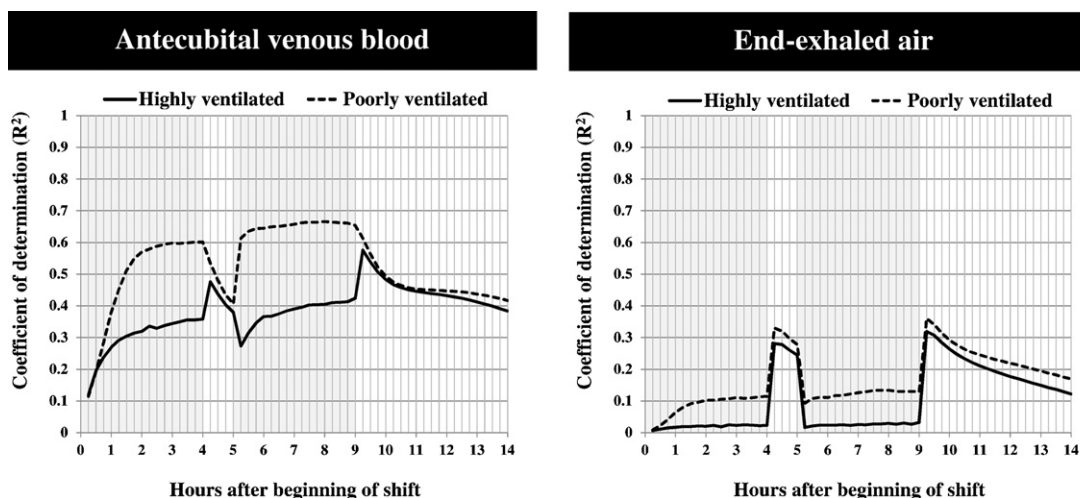 Antecubital venous blood
Highly ventilated Poorly ventilated
Coefficient of determination (R²)
1
0.9
0.8
0.7
0.6
0.5
0.4
0.3
0.2
0.1
0
0 1 2 3 4 5 6 7 8 9 10 11 12 13 14
Hours after beginning of shift
End-exhaled air
Highly ventilated Poorly ventilated
Coefficient of determination (R²)
1
0.9
0.8
0.7
0.6
0.5
0.4
0.3
0.2
0.1
0
0 1 2 3 4 5 6 7 8 9 10 11 12 13 14
Hours after beginning of shift